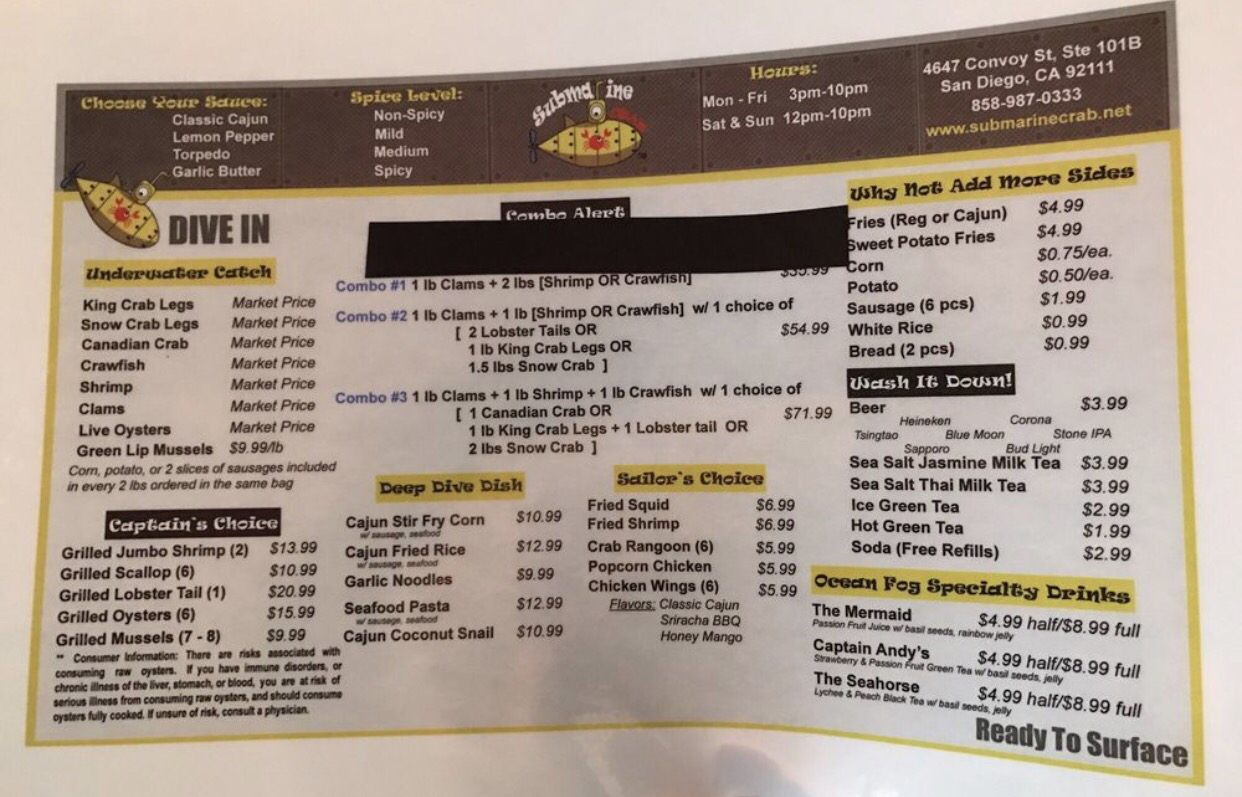 Choose Your Sauce:
Classic Cajun
Lemon Pepper
Torpedo
Garlic Butter
Spice Level:
Non-Spicy
Mild
Medium
Spicy
Submarine
Hours:
Mon - Fri 3pm-10pm
Sat & Sun 12pm-10pm
4647 Convoy St, Ste 101B
San Diego, CA 92111
858-987-0333
www.submarinecrab.net
DIVE IN
Underwater Catch
King Crab Legs Market Price
Snow Crab Legs Market Price
Canadian Crab Market Price
Crawfish Market Price
Shrimp Market Price
Clams Market Price
Live Oysters Market Price
Green Lip Mussels $9.99/lb
Corn, potato, or 2 slices of sausages included
in every 2 lbs ordered in the same bag
Captain's Choice
Grilled Jumbo Shrimp (2) $13.99
Grilled Scallop (6) $10.99
Grilled Lobster Tail (1) $20.99
Grilled Oysters (6) $15.99
Grilled Mussels (7 - 8) $9.99
** Consumer Information: There are risks associated with
consuming raw oysters. If you have immune disorders, or
chronic illness of the liver, stomach, or blood, you are at risk of
serious illness from consuming raw oysters, and should consume
oysters fully cooked. If unsure of risk, consult a physician.
Combo Alert
Combo #1 1 lb Clams + 2 lbs [Shrimp OR Crawfish]
Combo #2 1 lb Clams + 1 lb [Shrimp OR Crawfish] w/ 1 choice of
[ 2 Lobster Tails OR $54.99
1 lb King Crab Legs OR
1.5 lbs Snow Crab ]
Combo #3 1 lb Clams + 1 lb Shrimp + 1 lb Crawfish w/ 1 choice of
[ 1 Canadian Crab OR $71.99
1 lb King Crab Legs + 1 Lobster tail OR
2 lbs Snow Crab ]
Deep Dive Dish
Cajun Stir Fry Corn $10.99
w/ sausage, seafood
Cajun Fried Rice $12.99
w/ sausage, seafood
Garlic Noodles $9.99
Seafood Pasta $12.99
w/ sausage, seafood
Cajun Coconut Snail $10.99
Sailor's Choice
Fried Squid $6.99
Fried Shrimp $6.99
Crab Rangoon (6) $5.99
Popcorn Chicken $5.99
Chicken Wings (6) $5.99
Flavors: Classic Cajun
Sriracha BBQ
Honey Mango
Why Not Add More Sides
Fries (Reg or Cajun) $4.99
Sweet Potato Fries $4.99
Corn $0.75/ea.
Potato $0.50/ea.
Sausage (6 pcs) $1.99
White Rice $0.99
Bread (2 pcs) $0.99
Wash It Down!
Beer $3.99
Heineken Corona
Tsingtao Blue Moon Stone IPA
Sapporo Bud Light
Sea Salt Jasmine Milk Tea $3.99
Sea Salt Thai Milk Tea $3.99
Ice Green Tea $2.99
Hot Green Tea $1.99
Soda (Free Refills) $2.99
Ocean Fog Specialty Drinks
The Mermaid $4.99 half/$8.99 full
Passion Fruit Juice w/ basil seeds, rainbow jelly
Captain Andy's $4.99 half/$8.99 full
Strawberry & Passion Fruit Green Tea w/ basil seeds, jelly
The Seahorse $4.99 half/$8.99 full
Lychee & Peach Black Tea w/ basil seeds, jelly
Ready To Surface